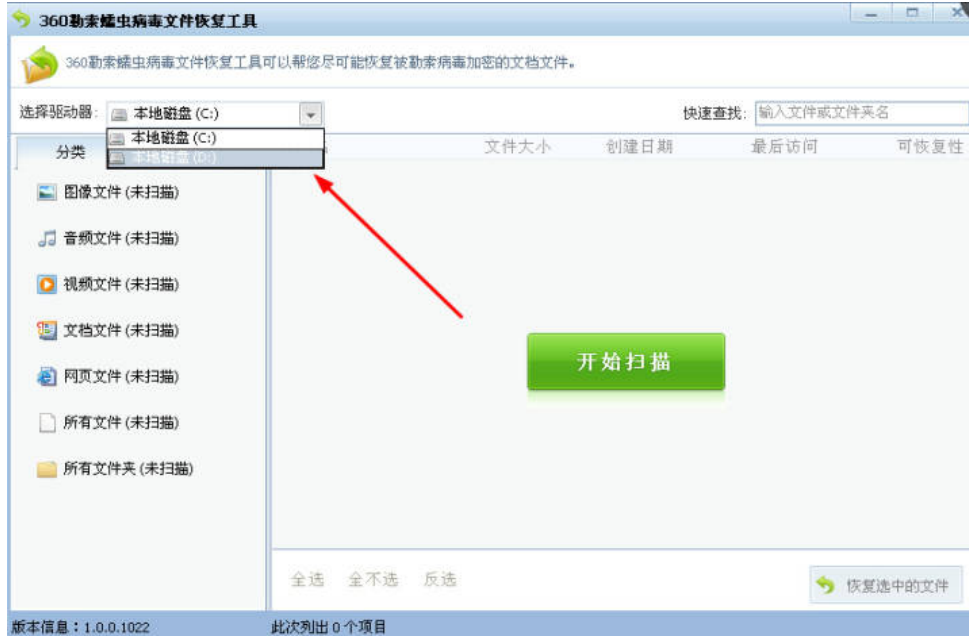 360勒索蠕虫病毒文件恢复工具
360勒索蠕虫病毒文件恢复工具可以帮您尽可能恢复被勒索病毒加密的文档文件。
选择驱动器: 本地磁盘 (C:) 快速查找: 输入文件或文件夹名
本地磁盘 (C:)
本地磁盘 (D:)
分类 文件大小 创建日期 最后访问 可恢复性
图像文件 (未扫描)
音频文件 (未扫描)
视频文件 (未扫描)
文档文件 (未扫描)
开始扫描
网页文件 (未扫描)
所有文件 (未扫描)
所有文件夹 (未扫描)
全选 全不选 反选 恢复选中的文件
版本信息：1.0.0.1022 此次列出 0 个项目